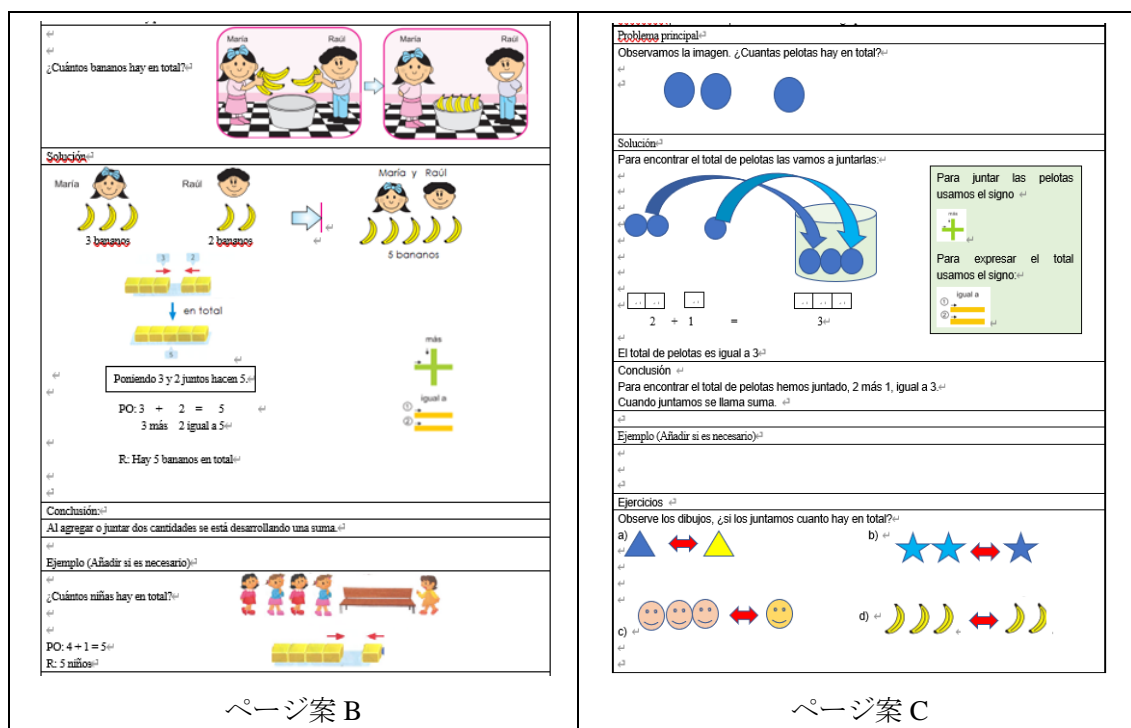 María Raúl María Raúl
¿Cuántos bananos hay en total?
Solución
María Raúl María y Raúl
3 bananos 2 bananos 5 bananos
3 2
en total
5
Poniendo 3 y 2 juntos hacen 5.
más
PO: 3 + 2 = 5
3 más 2 igual a 5
igual a
①
②
R: Hay 5 bananos en total
Conclusión:
Al agregar o juntar dos cantidades se está desarrollando una suma.
Ejemplo (Añadir si es necesario)
¿Cuántos niñas hay en total?
PO: 4 + 1 = 5
R: 5 niños
ページ案 B
Problema principal
Observamos la imagen. ¿Cuantas pelotas hay en total?
Solución
Para encontrar el total de pelotas las vamos a juntarlas:
Para juntar las pelotas
usamos el signo
más
Para expresar el total
usamos el signo:
igual a
①
②
2 + 1 = 3
El total de pelotas es igual a 3
Conclusión
Para encontrar el total de pelotas hemos juntado, 2 más 1, igual a 3.
Cuando juntamos se llama suma.
Ejemplo (Añadir si es necesario)
Ejercicios
Observe los dibujos, ¿si los juntamos cuanto hay en total?
a) b)
c) d)
ページ案 C